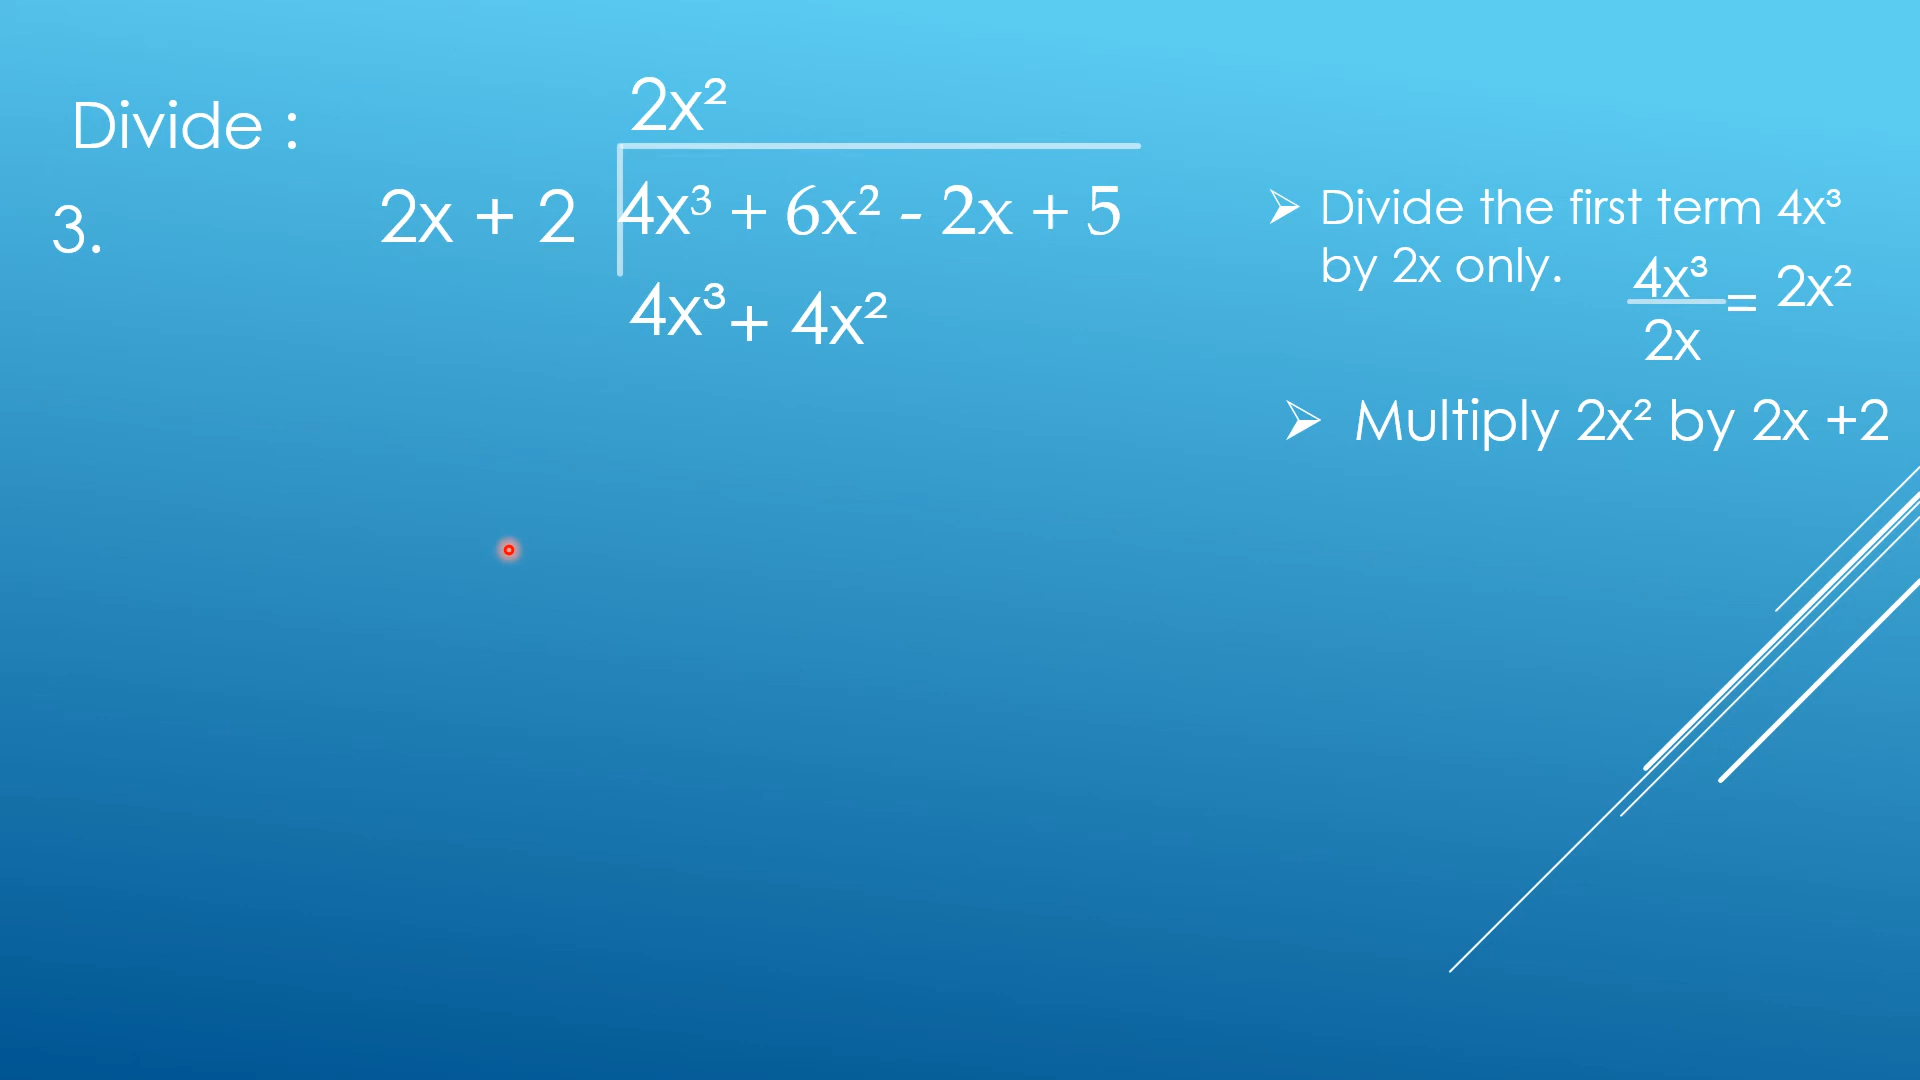 Divide :
2x²
3.
2x + 2
4x³ + 6x² - 2x + 5
4x³ + 4x²
➢ Divide the first term 4x³
by 2x only.
4x³
= 2x²
2x
➢ Multiply 2x² by 2x +2